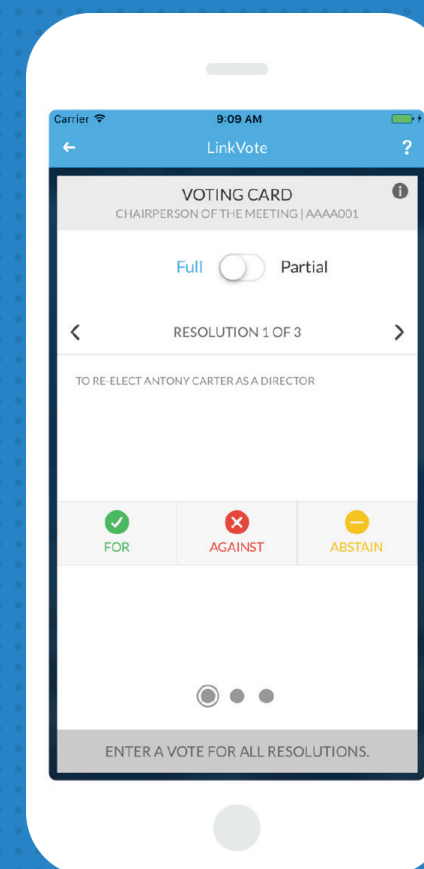 Carrier 9:09 AM
LinkVote ?
VOTING CARD
CHAIRPERSON OF THE MEETING | AAAA001
Full Partial
RESOLUTION 1 OF 3
TO RE-ELECT ANTONY CARTER AS A DIRECTOR
FOR AGAINST ABSTAIN
ENTER A VOTE FOR ALL RESOLUTIONS.